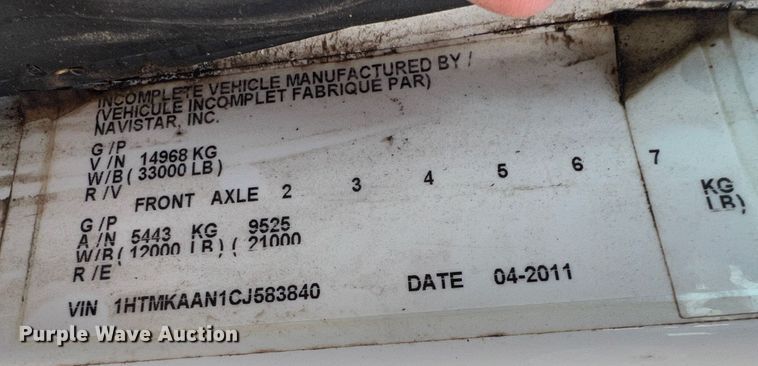 INCOMPLETE VEHICLE MANUFACTURED BY /
(VEHICULE INCOMPLET FABRIQUE PAR)
NAVISTAR, INC.
G /P
V / N 14968 KG
W/B ( 33000 LB )
R / V
FRONT AXLE 2 3 4 5 6 7
G /P
A / N 5443 KG 9525 KG
W/B ( 12000 LB ) ( 21000 LB)
R /E
VIN 1HTMKAAN1CJ583840 DATE 04-2011
Purple Wave Auction